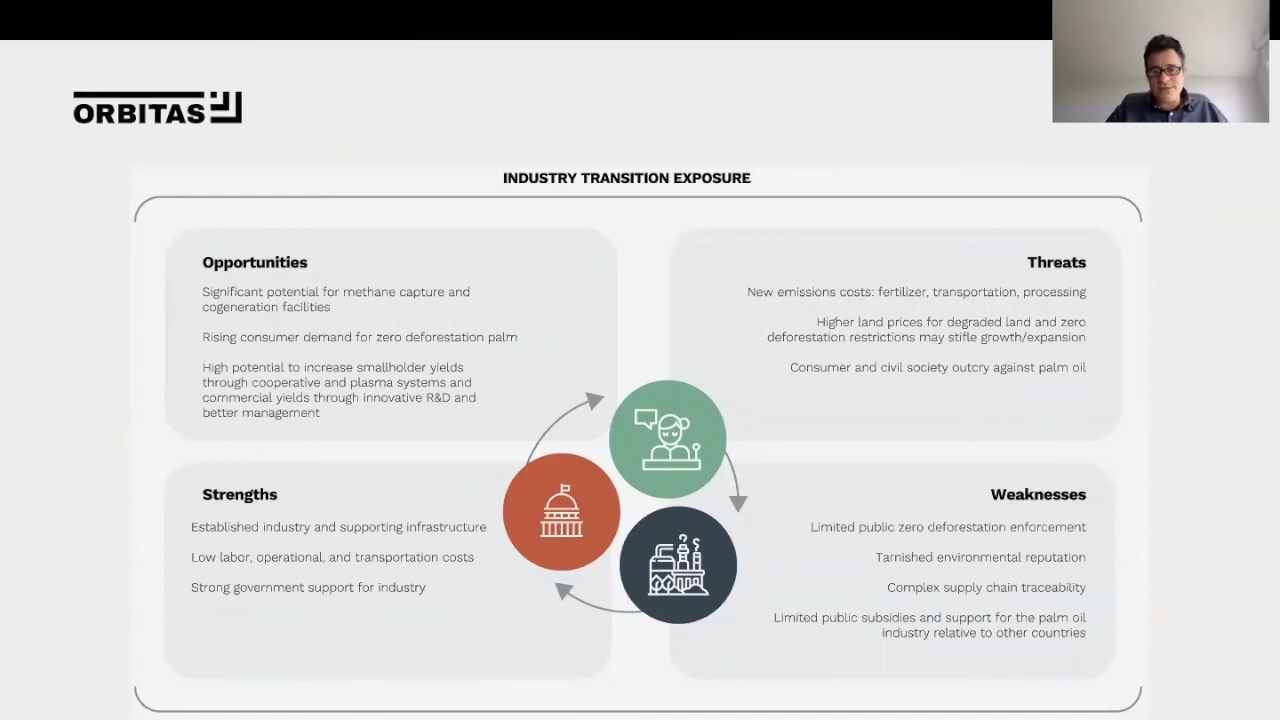 ORBITAS
INDUSTRY TRANSITION EXPOSURE
Opportunities
Significant potential for methane capture and
cogeneration facilities
Rising consumer demand for zero deforestation palm
High potential to increase smallholder yields
through cooperative and plasma systems and
commercial yields through innovative R&D and
better management
Threats
New emissions costs: fertilizer, transportation, processing
Higher land prices for degraded land and zero
deforestation restrictions may stifle growth/expansion
Consumer and civil society outcry against palm oil
Strengths
Established industry and supporting infrastructure
Low labor, operational, and transportation costs
Strong government support for industry
Weaknesses
Limited public zero deforestation enforcement
Tarnished environmental reputation
Complex supply chain traceability
Limited public subsidies and support for the palm oil
industry relative to other countries